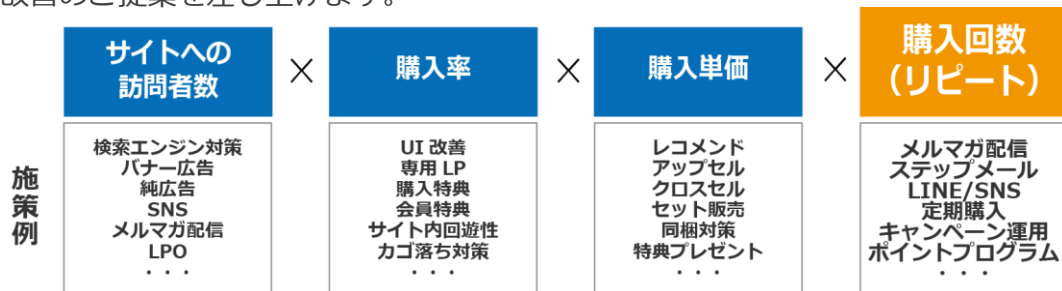 改善のご提案を差し上げます。
サイトへの
訪問者数
×
購入率
×
購入単価
×
購入回数
（リピート）
施策例
検索エンジン対策
バナー広告
純広告
SNS
メルマガ配信
LPO
・・・
UI 改善
専用 LP
購入特典
会員特典
サイト内回遊性
カゴ落ち対策
・・・
レコメンド
アップセル
クロスセル
セット販売
同梱対策
特典プレゼント
・・・
メルマガ配信
ステップメール
LINE/SNS
定期購入
キャンペーン運用
ポイントプログラム
・・・